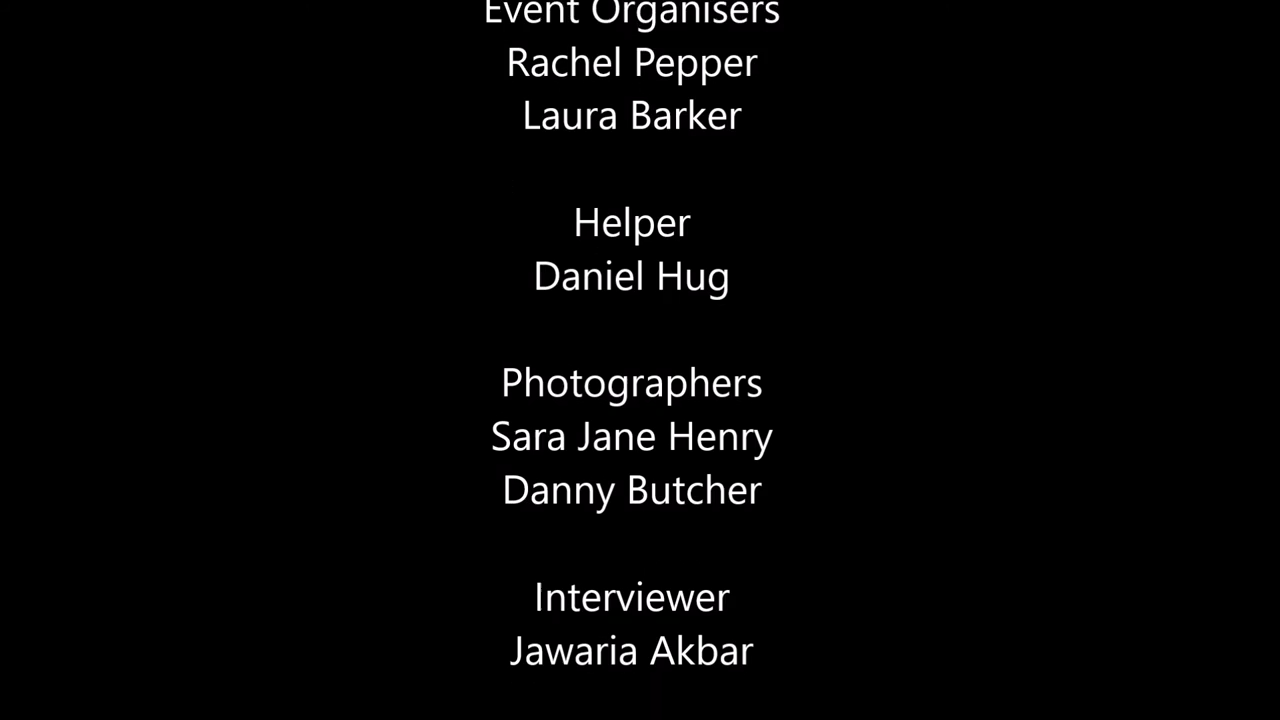 Event Organisers
Rachel Pepper
Laura Barker
Helper
Daniel Hug
Photographers
Sara Jane Henry
Danny Butcher
Interviewer
Jawaria Akbar